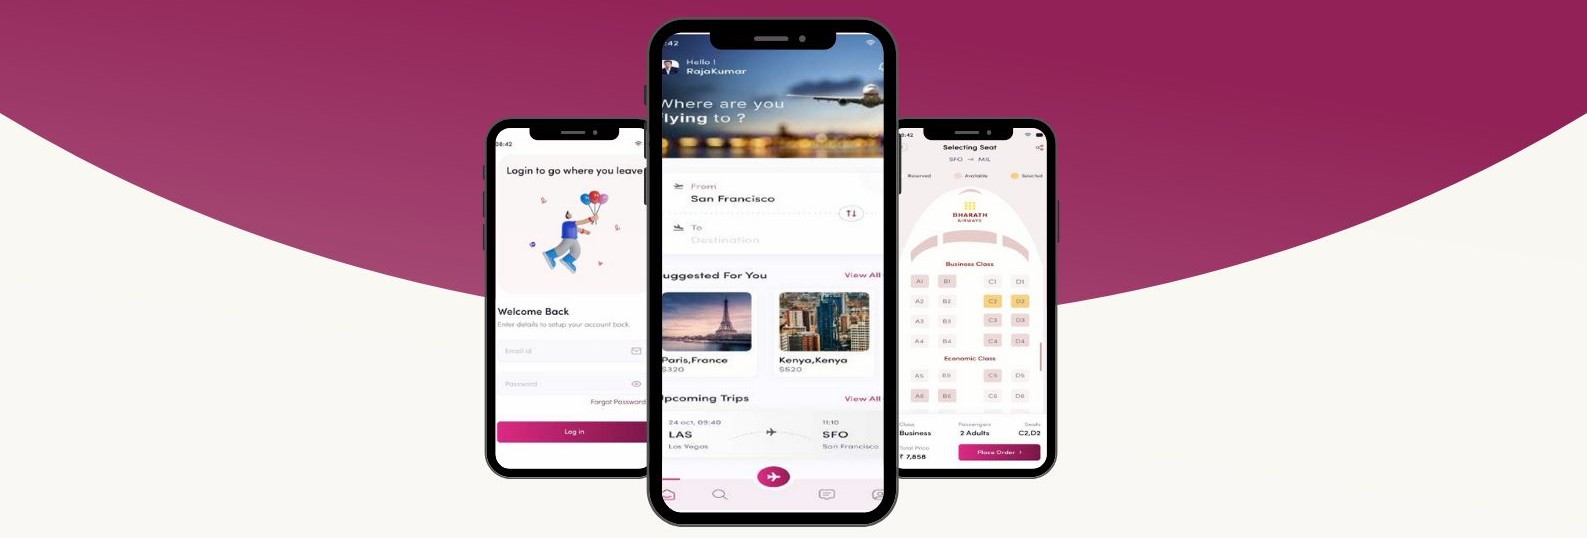 08:42
Login to go where you leave
Welcome Back
Enter details to setup your account back.
Email id
Password
Forgot Password
Log in
:42
Hello !
RajaKumar
Where are you
flying to ?
From
San Francisco
To
Destination
uggested For You
View All
Paris,France
$320
Kenya,Kenya
$520
Upcoming Trips
View All
24 oct, 09:40
11:10
LAS
SFO
Las Vegas
San Francisco
8:42
Selecting Seat
SFO → MIL
Reserved
Available
Selected
BHARATH
AIRWAYS
Business Class
A1 B1 C1 D1
A2 B2 C2 D2
A3 B3 C3 D3
A4 B4 C4 D4
Economic Class
A5 B5 C5 D5
A6 B6 C6 D6
Class
Passengers
Seats
Business
2 Adults
C2,D2
Total Price
₹ 7,858
Place Order ›